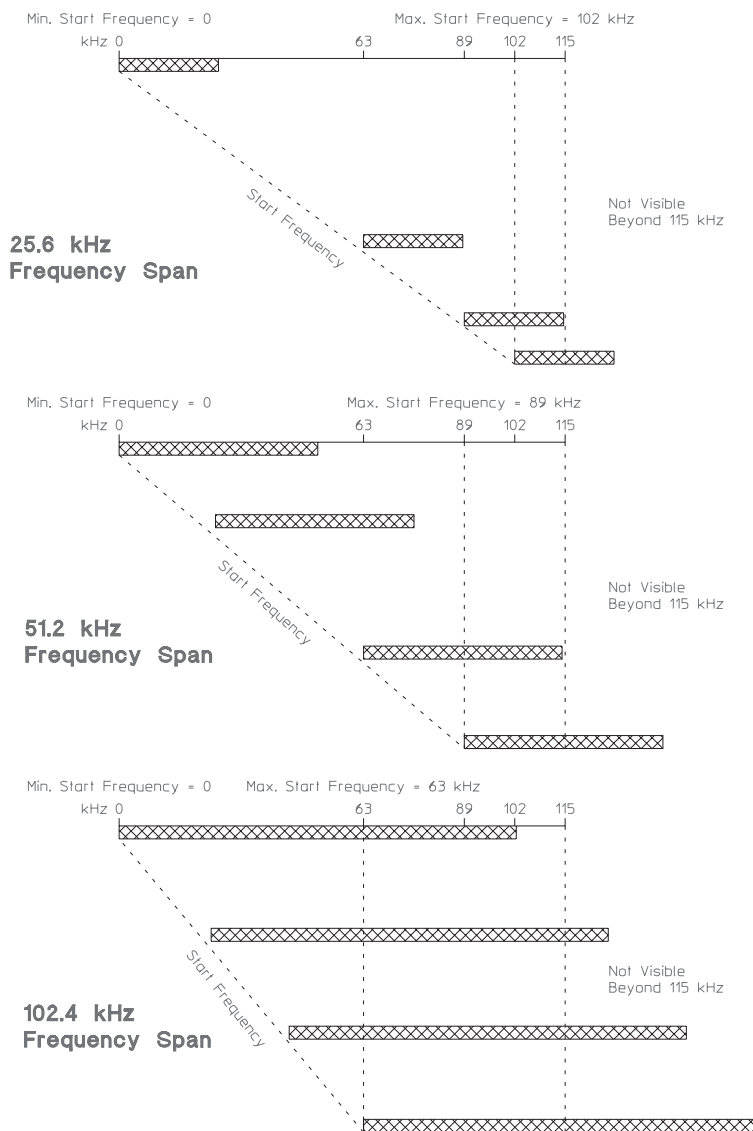 Min. Start Frequency = 0 Max. Start Frequency = 102 kHz
kHz 0 63 89 102 115
Start Frequency
Not Visible
Beyond 115 kHz
25.6 kHz
Frequency Span
Min. Start Frequency = 0 Max. Start Frequency = 89 kHz
kHz 0 63 89 102 115
Start Frequency
Not Visible
Beyond 115 kHz
51.2 kHz
Frequency Span
Min. Start Frequency = 0 Max. Start Frequency = 63 kHz
kHz 0 63 89 102 115
Start Frequency
Not Visible
Beyond 115 kHz
102.4 kHz
Frequency Span